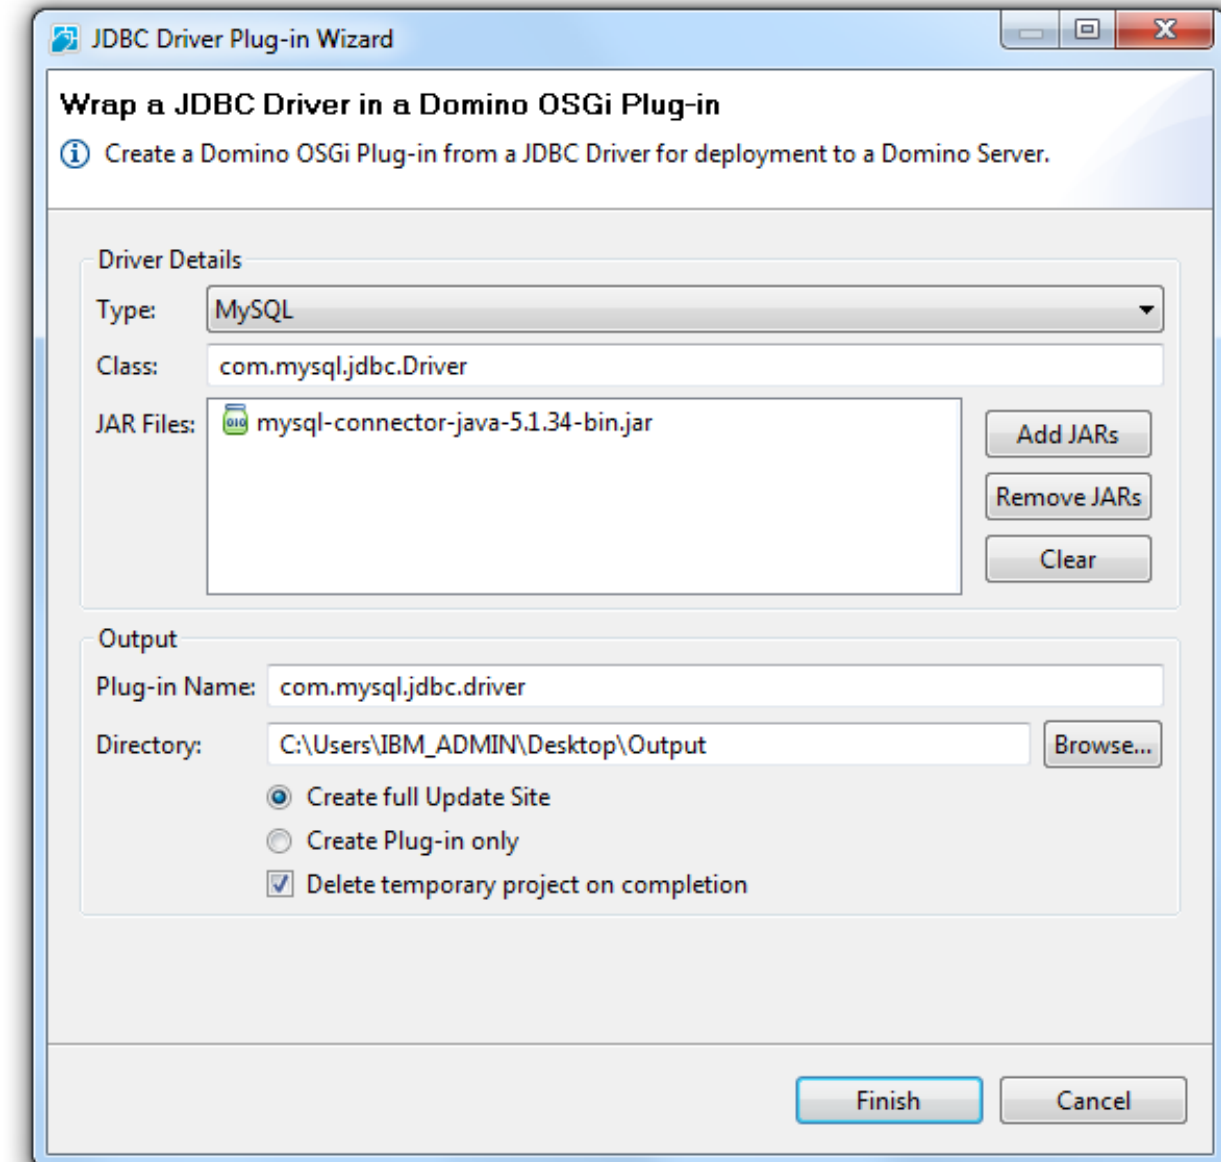 JDBC Driver Plug-in Wizard
Wrap a JDBC Driver in a Domino OSGi Plug-in
Create a Domino OSGi Plug-in from a JDBC Driver for deployment to a Domino Server.
Driver Details
Type: MySQL
Class: com.mysql.jdbc.Driver
JAR Files: mysql-connector-java-5.1.34-bin.jar
Add JARs
Remove JARs
Clear
Output
Plug-in Name: com.mysql.jdbc.driver
Directory: C:\Users\IBM_ADMIN\Desktop\Output Browse...
Create full Update Site
Create Plug-in only
Delete temporary project on completion
Finish Cancel